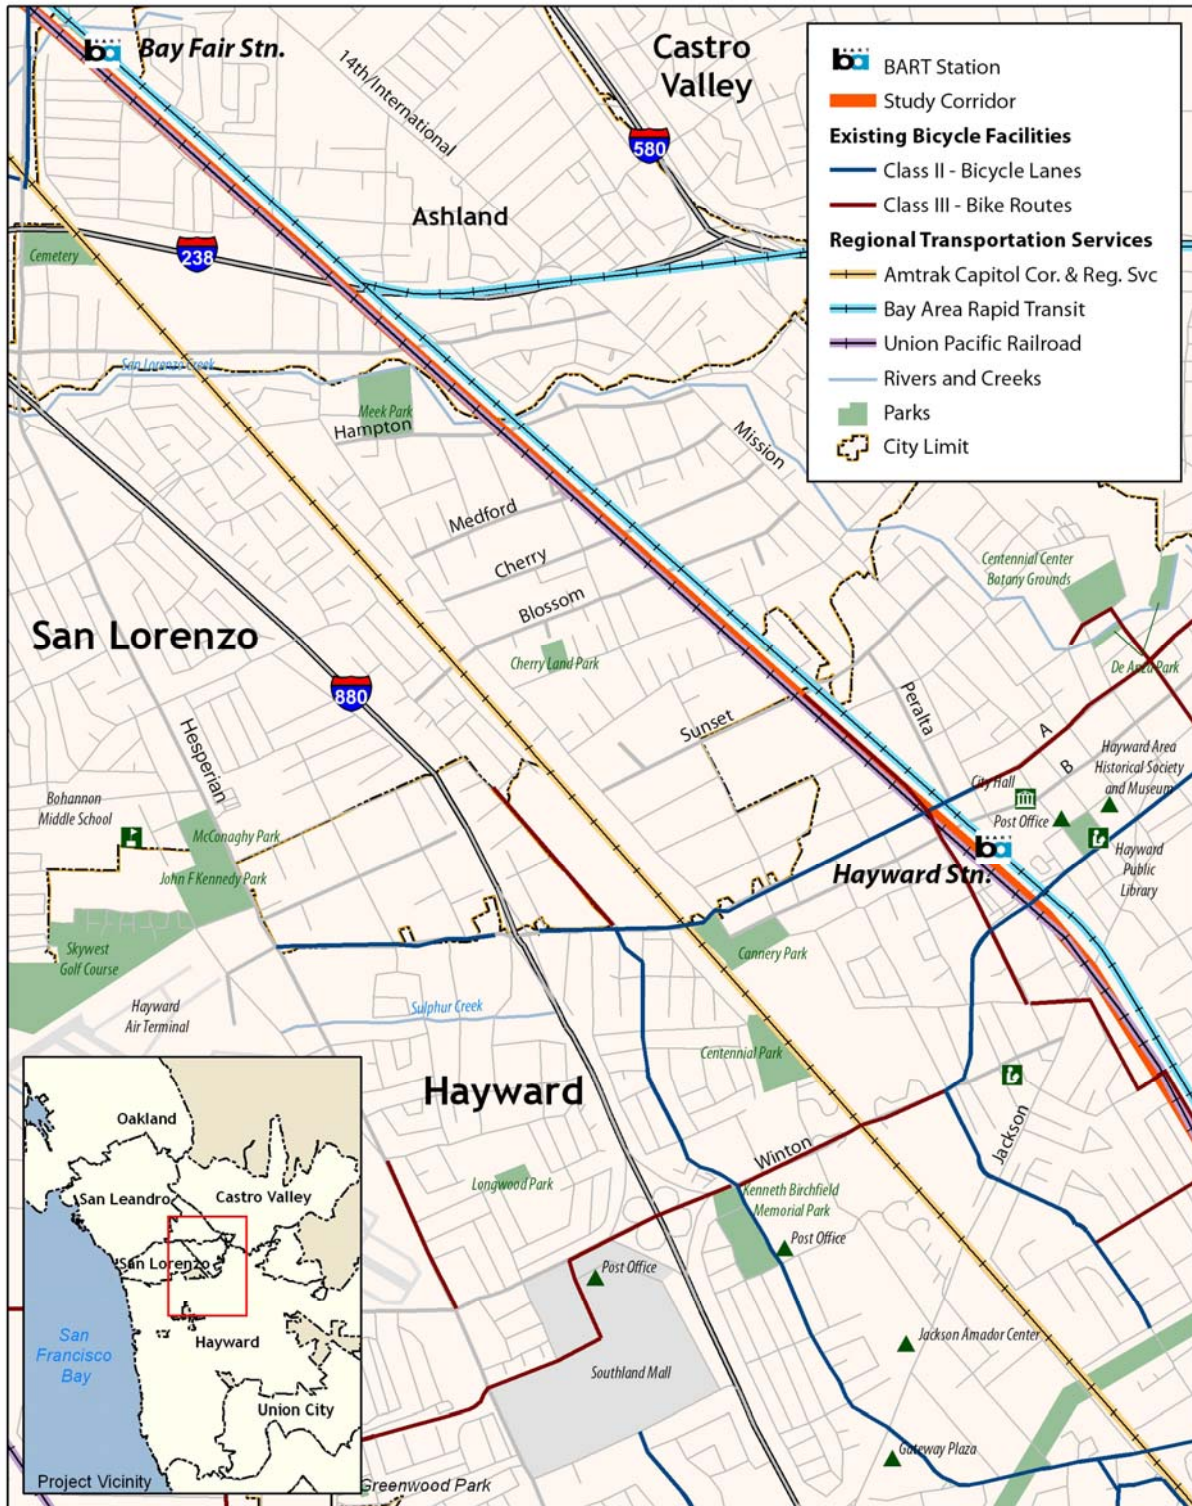 Bay Fair Stn.
BART
ba
14th/International
Castro
Valley
580
Ashland
238
Cemetery
BART
ba
BART Station
Study Corridor
Existing Bicycle Facilities
Class II - Bicycle Lanes
Class III - Bike Routes
Regional Transportation Services
Amtrak Capitol Cor. & Reg. Svc
Bay Area Rapid Transit
Union Pacific Railroad
Rivers and Creeks
Parks
City Limit
San Lorenzo Creek
Meek Park
Hampton
Mission
Medford
Cherry
Blossom
Centennial Center
Botany Grounds
San Lorenzo
Cherry Land Park
De Anza Park
880
Hesperian
Sunset
Peralta
A
B
Hayward Area
Historical Society
and Museum
City Hall
Post Office
Bohannon
Middle School
McConaghy Park
John F Kennedy Park
BART
ba
Hayward Stn.
Hayward
Public
Library
Skywest
Golf Course
Cannery Park
Hayward
Air Terminal
Sulphur Creek
Centennial Park
Hayward
Jackson
Winton
Longwood Park
Kenneth Birchfield
Memorial Park
Post Office
Post Office
Jackson Amador Center
Southland Mall
Gateway Plaza
Greenwood Park
Oakland
San Leandro
Castro Valley
San Lorenzo
Hayward
San
Francisco
Bay
Union City
Project Vicinity